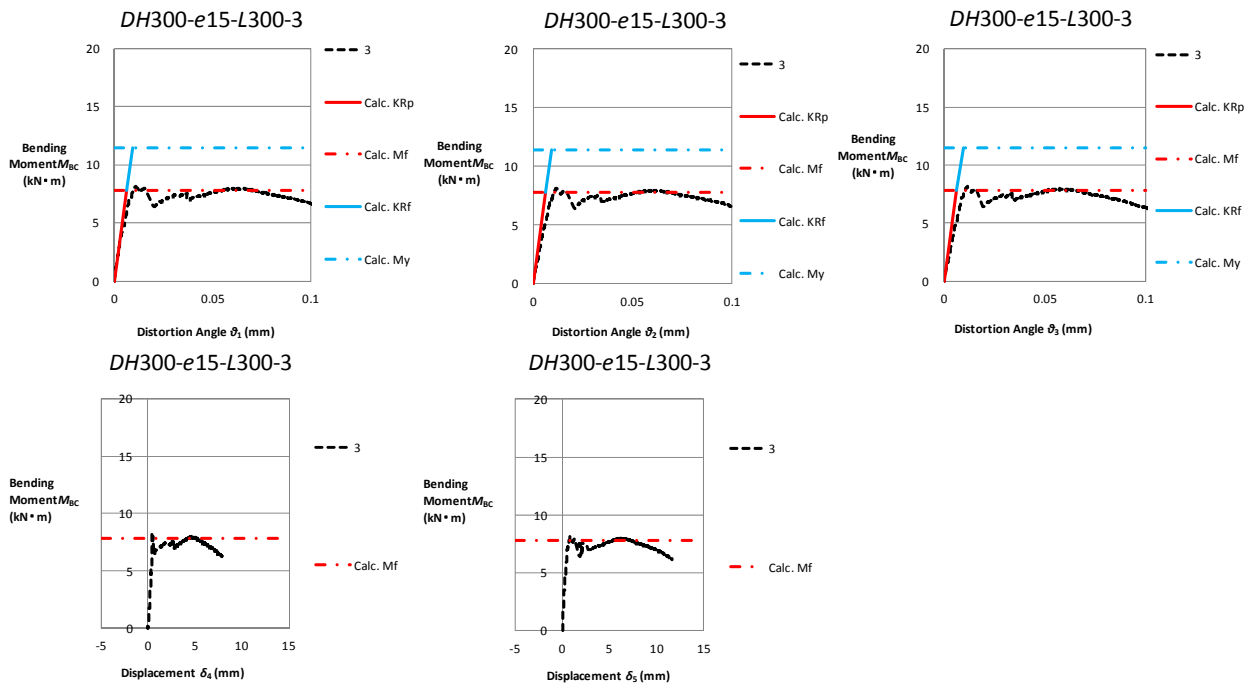 DH300-e15-L300-3
20
15
10
5
0
0
0.05
0.1
Bending
MomentMBC
(kN・m)
Distortion Angle ϑ1 (mm)
3
Calc. KRp
Calc. Mf
Calc. KRf
Calc. My
DH300-e15-L300-3
20
15
10
5
0
0
0.05
0.1
Bending
MomentMBC
(kN・m)
Distortion Angle ϑ2 (mm)
3
Calc. KRp
Calc. Mf
Calc. KRf
Calc. My
DH300-e15-L300-3
20
15
10
5
0
0
0.05
0.1
Bending
MomentMBC
(kN・m)
Distortion Angle ϑ3 (mm)
3
Calc. KRp
Calc. Mf
Calc. KRf
Calc. My
DH300-e15-L300-3
20
15
10
5
0
-5
0
5
10
15
Bending
MomentMBC
(kN・m)
Displacement δ4 (mm)
3
Calc. Mf
DH300-e15-L300-3
20
15
10
5
0
-5
0
5
10
15
Bending
MomentMBC
(kN・m)
Displacement δ5 (mm)
3
Calc. Mf